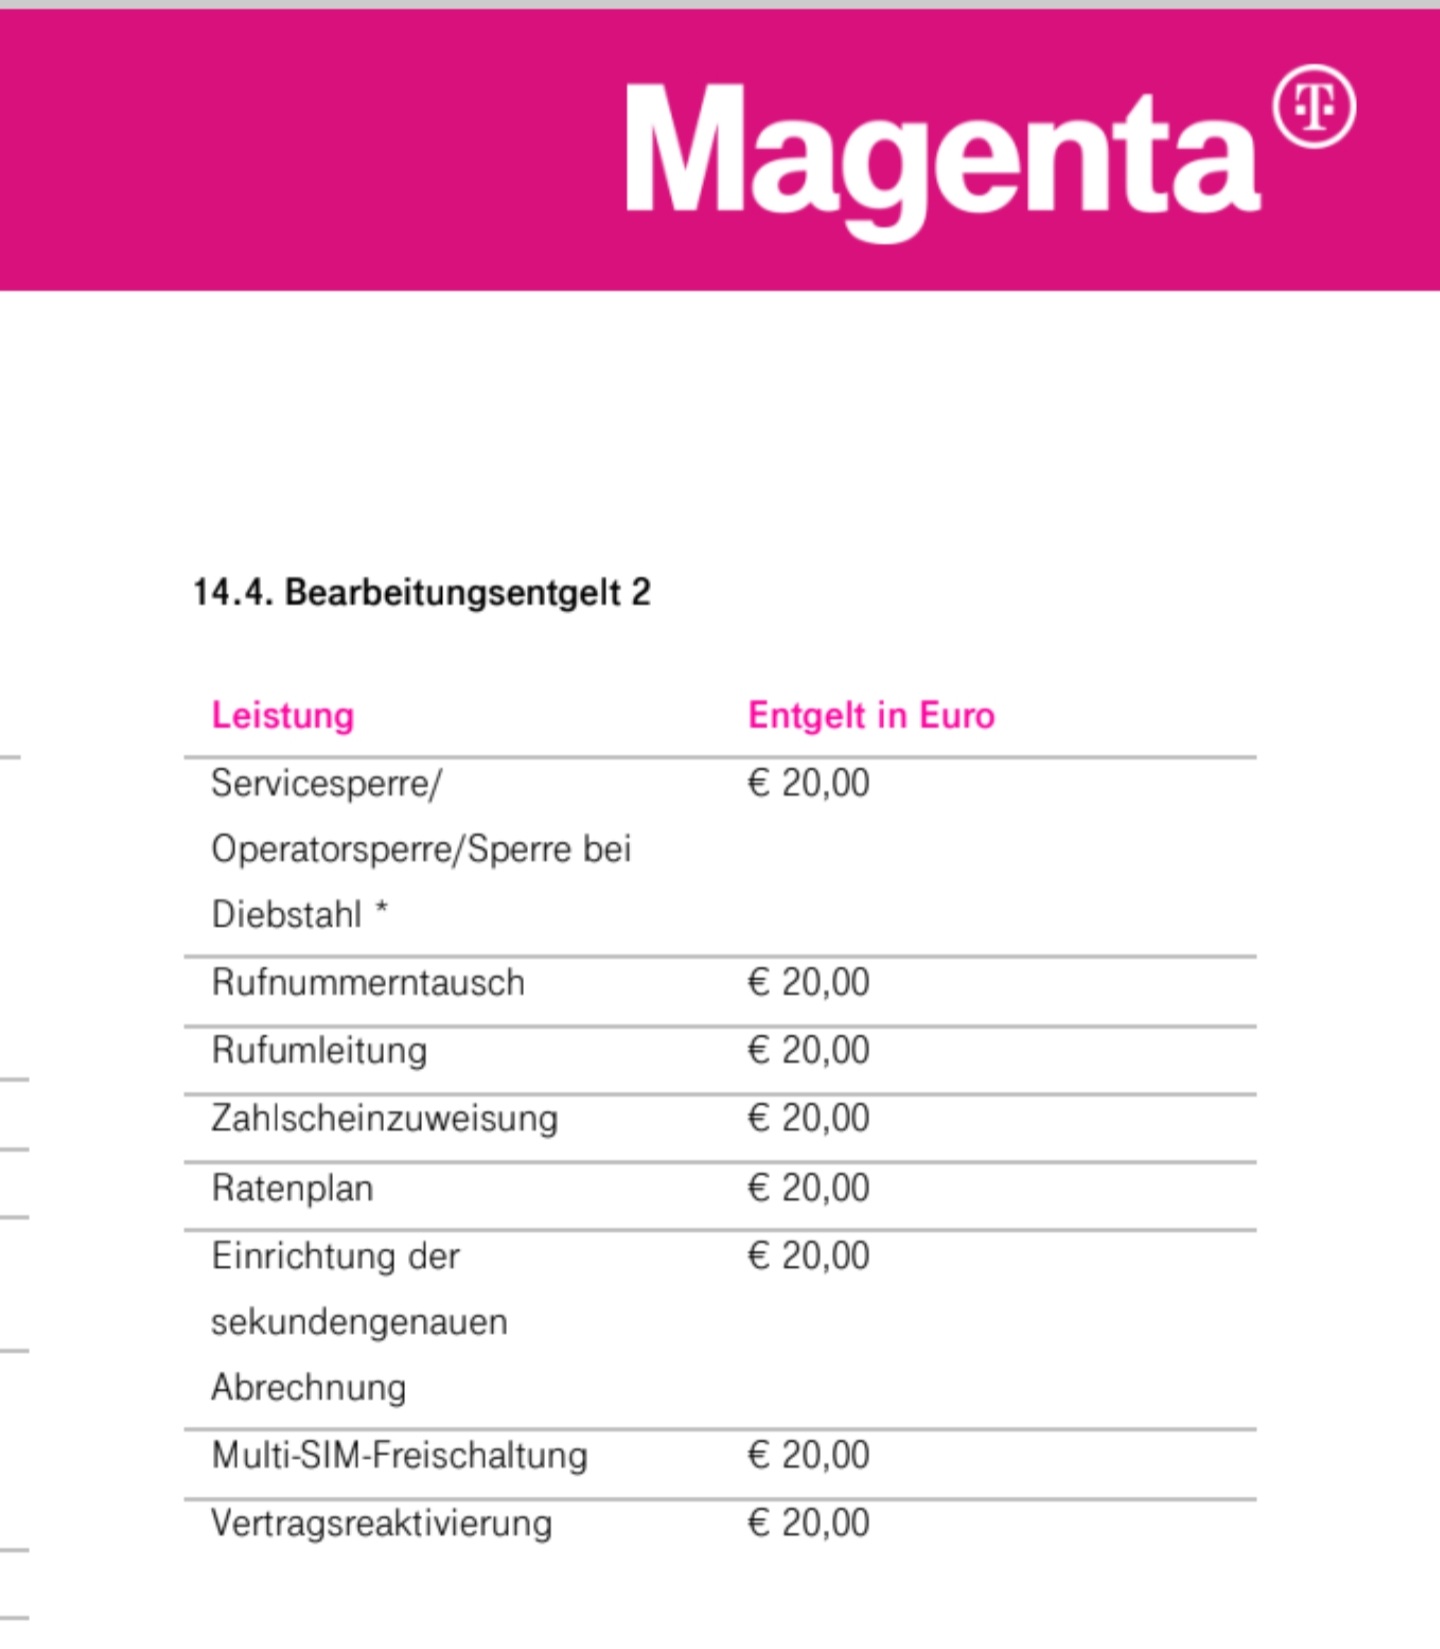 Magenta T
14.4. Bearbeitungsentgelt 2
Leistung Entgelt in Euro
Servicesperre/ € 20,00
Operatorsperre/Sperre bei
Diebstahl *
Rufnummerntausch € 20,00
Rufumleitung € 20,00
Zahlscheinzuweisung € 20,00
Ratenplan € 20,00
Einrichtung der € 20,00
sekundengenauen
Abrechnung
Multi-SIM-Freischaltung € 20,00
Vertragsreaktivierung € 20,00